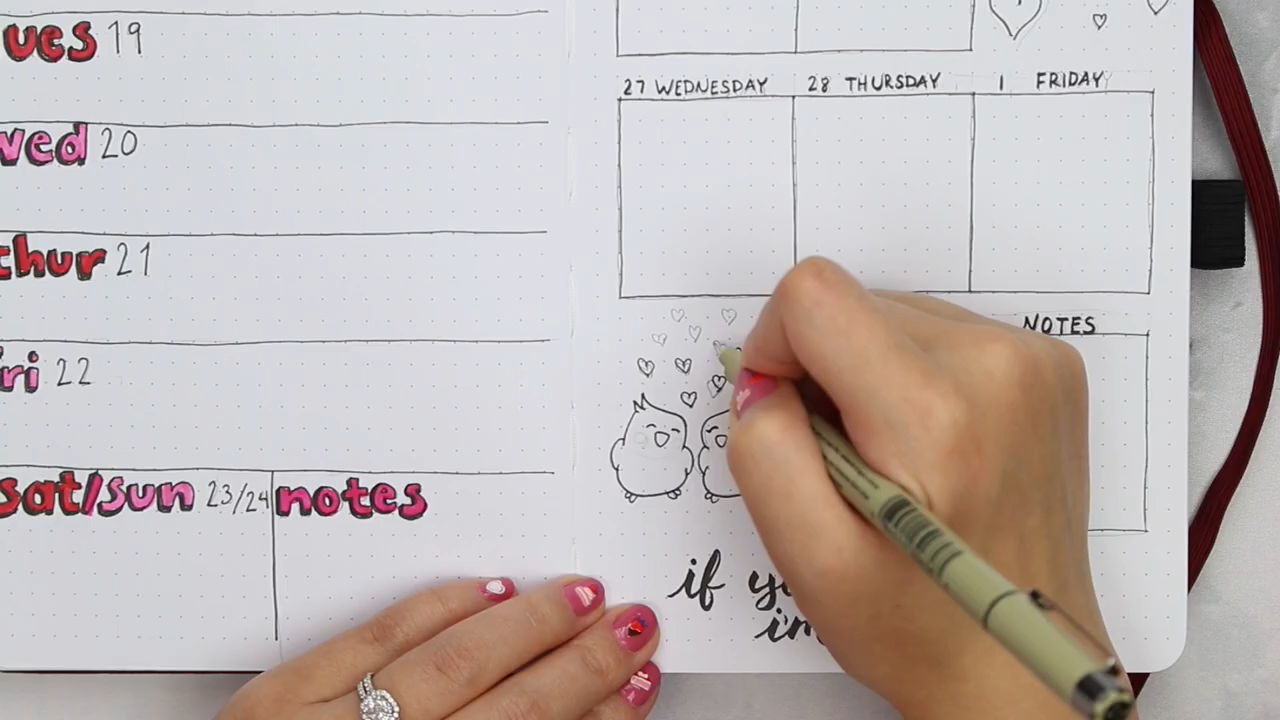 ues 19
wed 20
thur 21
fri 22
sat/sun 23/24
notes
27 WEDNESDAY 28 THURSDAY 1 FRIDAY
NOTES
if